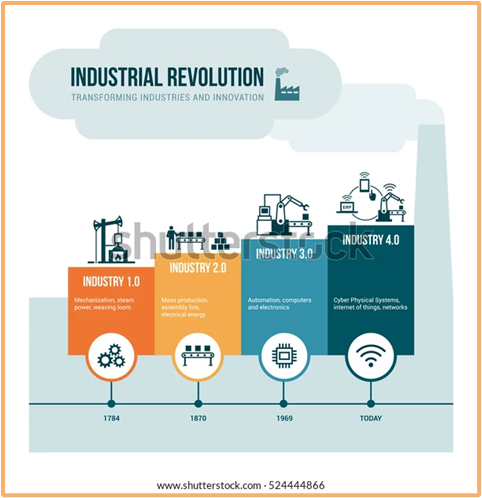 INDUSTRIAL REVOLUTION
TRANSFORMING INDUSTRIES AND INNOVATION
ERP
shutterstock
INDUSTRY 1.0
Mechanization, steam
power, weaving loom
INDUSTRY 2.0
Mass production,
assembly line,
electrical energy
INDUSTRY 3.0
Automation, computers
and electronics
INDUSTRY 4.0
Cyber Physical Systems,
internet of things, networks
1784
1870
1969
TODAY
www.shutterstock.com · 524444866